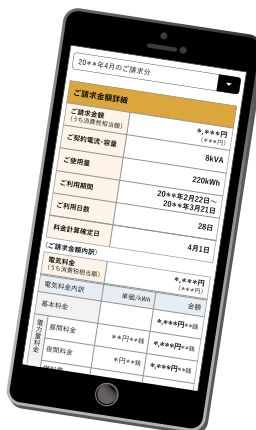 20**年4月のご請求分
ご請求金額詳細
ご請求金額
(うち消費税相当額)
*,***円
(***円)
ご契約電流・容量
8kVA
ご使用量
220kWh
ご利用期間
20**年2月22日～
20**年3月21日
ご利用日数
28日
料金計算確定日
4月1日
(ご請求金額内訳)
電気料金
(うち消費税相当額)
*,***円
(***円)
電気料金内訳
単価/kWh
金額
基本料金
*,***円**銭
電力量料金
昼間料金
**円**銭
*,***円**銭
夜間料金
*円**銭
*,***円**銭